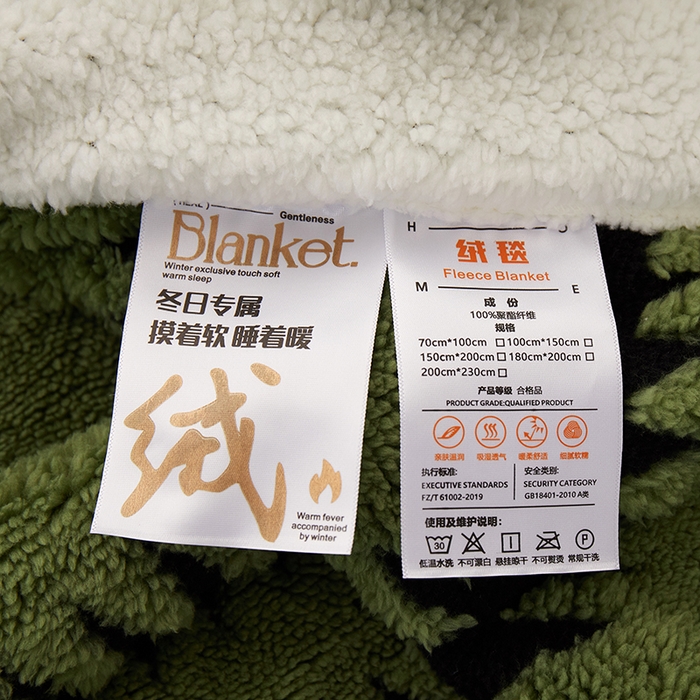 Gentleness
Blanket.
Winter exclusive touch soft
warm sleep
冬日专属
摸着软 睡着暖
绒
Warm fever
accompanied
by winter
H
绒毯
Fleece Blanket
M E
成 份
100%聚酯纤维
规格
70cm*100cm □ 100cm*150cm □
150cm*200cm □ 180cm*200cm □
200cm*230cm □
产品等级 合格品
PRODUCT GRADE:QUALIFIED PRODUCT
亲肤滋润 吸湿透气 暖柔舒适 细腻软糯
执行标准: 安全类别:
EXECUTIVE STANDARDS SECURITY CATEGORY
FZ/T 61002-2019 GB18401-2010 A类
使用及维护说明:
30 P
低温水洗 不可漂白 悬挂晾干 不可熨烫 常规干洗